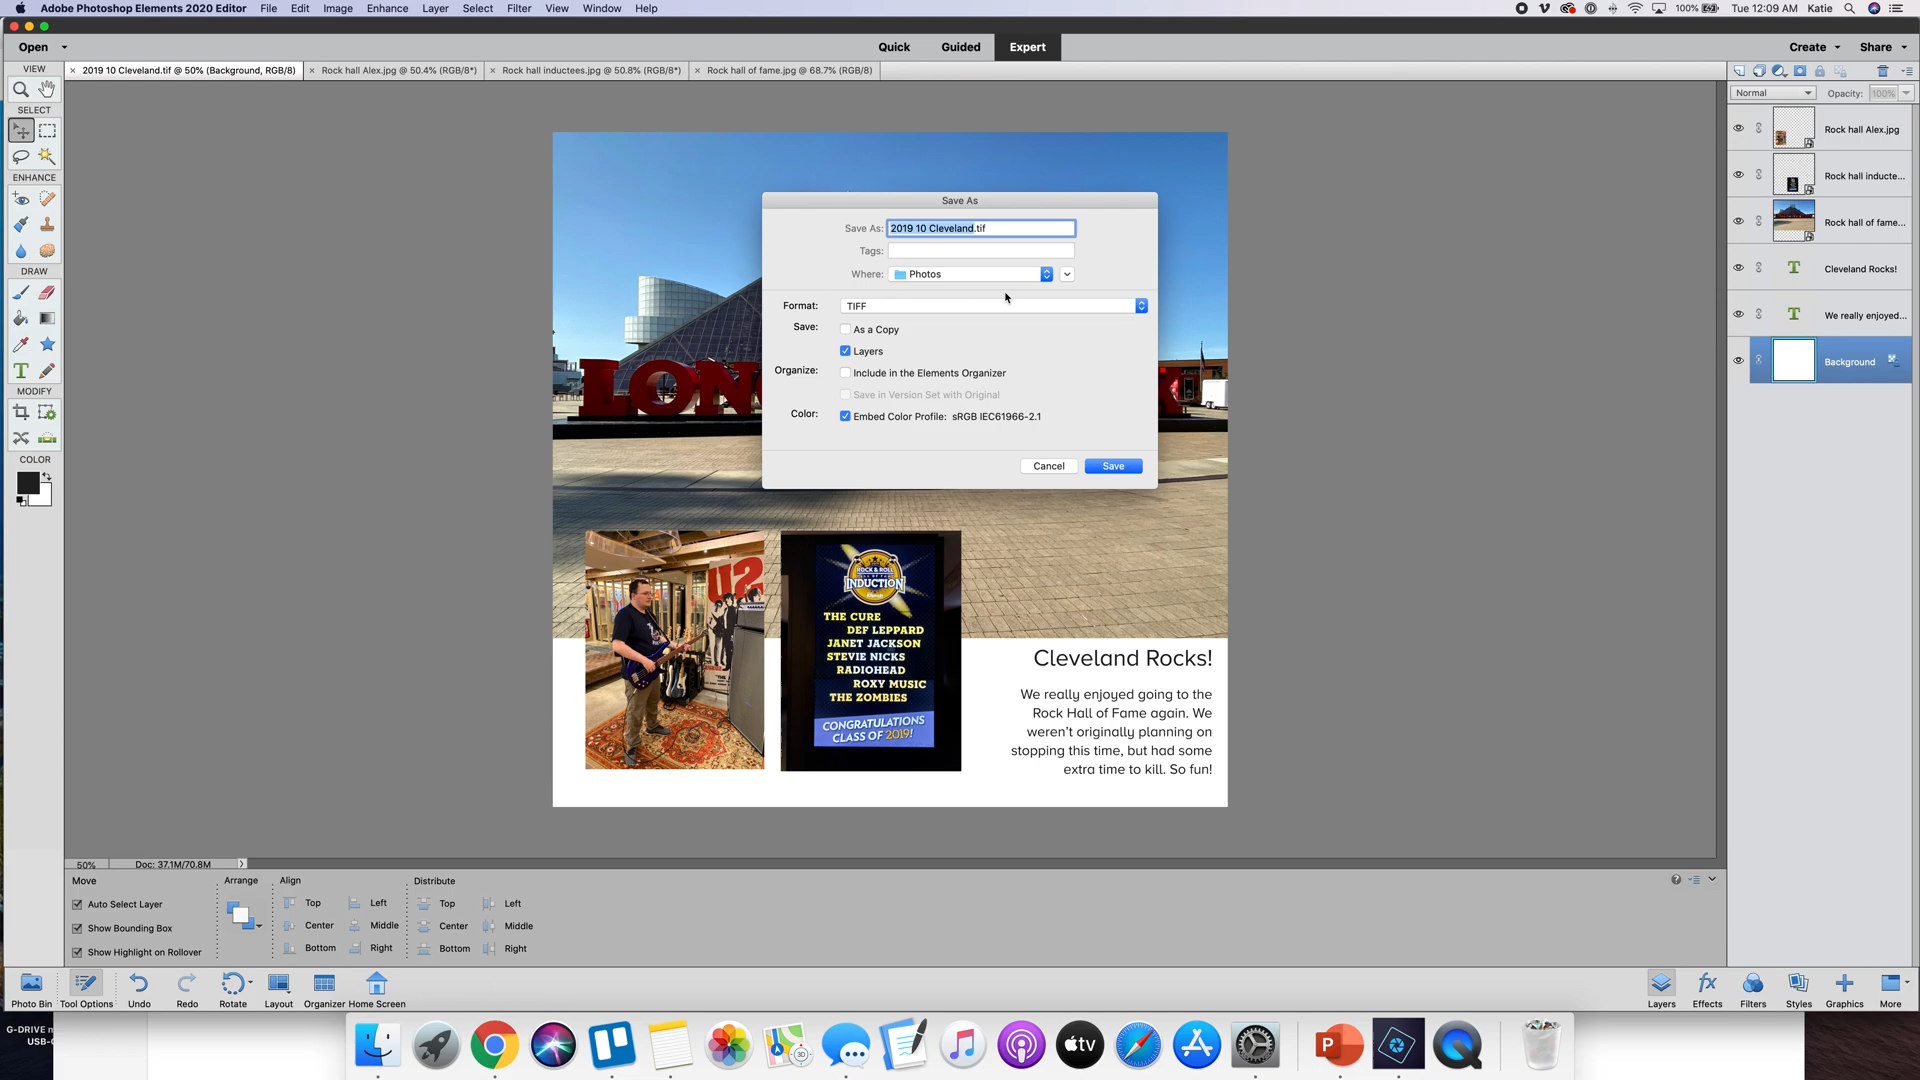 Adobe Photoshop Elements 2020 Editor File Edit Image Enhance Layer Select Filter View Window Help 100% Tue 12:09 AM Katie
Open Quick Guided Expert Create Share
VIEW
2019 10 Cleveland.tif @ 50% (Background, RGB/8) Rock hall Alex.jpg @ 50.4% (RGB/8*) Rock hall inductees.jpg @ 50.8% (RGB/8*) Rock hall of fame.jpg @ 68.7% (RGB/8)
Normal Opacity: 100%
SELECT
ENHANCE
DRAW
MODIFY
COLOR
Save As
Save As: 2019 10 Cleveland.tif
Tags:
Where: Photos
Format: TIFF
Save: As a Copy
Layers
Organize: Include in the Elements Organizer
Save in Version Set with Original
Color: Embed Color Profile: sRGB IEC61966-2.1
Cancel Save
Rock hall Alex.jpg
Rock hall inducte...
Rock hall of fame...
Cleveland Rocks!
We really enjoyed...
Background
LON
K
U2
ROCK & ROLL
INDUCTION
THE CURE
DEF LEPPARD
JANET JACKSON
STEVIE NICKS
RADIOHEAD
ROXY MUSIC
THE ZOMBIES
CONGRATULATIONS
CLASS OF 2019!
Cleveland Rocks!
We really enjoyed going to the
Rock Hall of Fame again. We
weren't originally planning on
stopping this time, but had some
extra time to kill. So fun!
50% Doc: 37.1M/70.8M
Move Arrange Align Distribute
Auto Select Layer Top Left Top Left
Show Bounding Box Center Middle Center Middle
Show Highlight on Rollover Bottom Right Bottom Right
Photo Bin Tool Options Undo Redo Rotate Layout Organizer Home Screen Layers Effects Filters Styles Graphics More
G-DRIVE m
USB-C
3D
tv
P